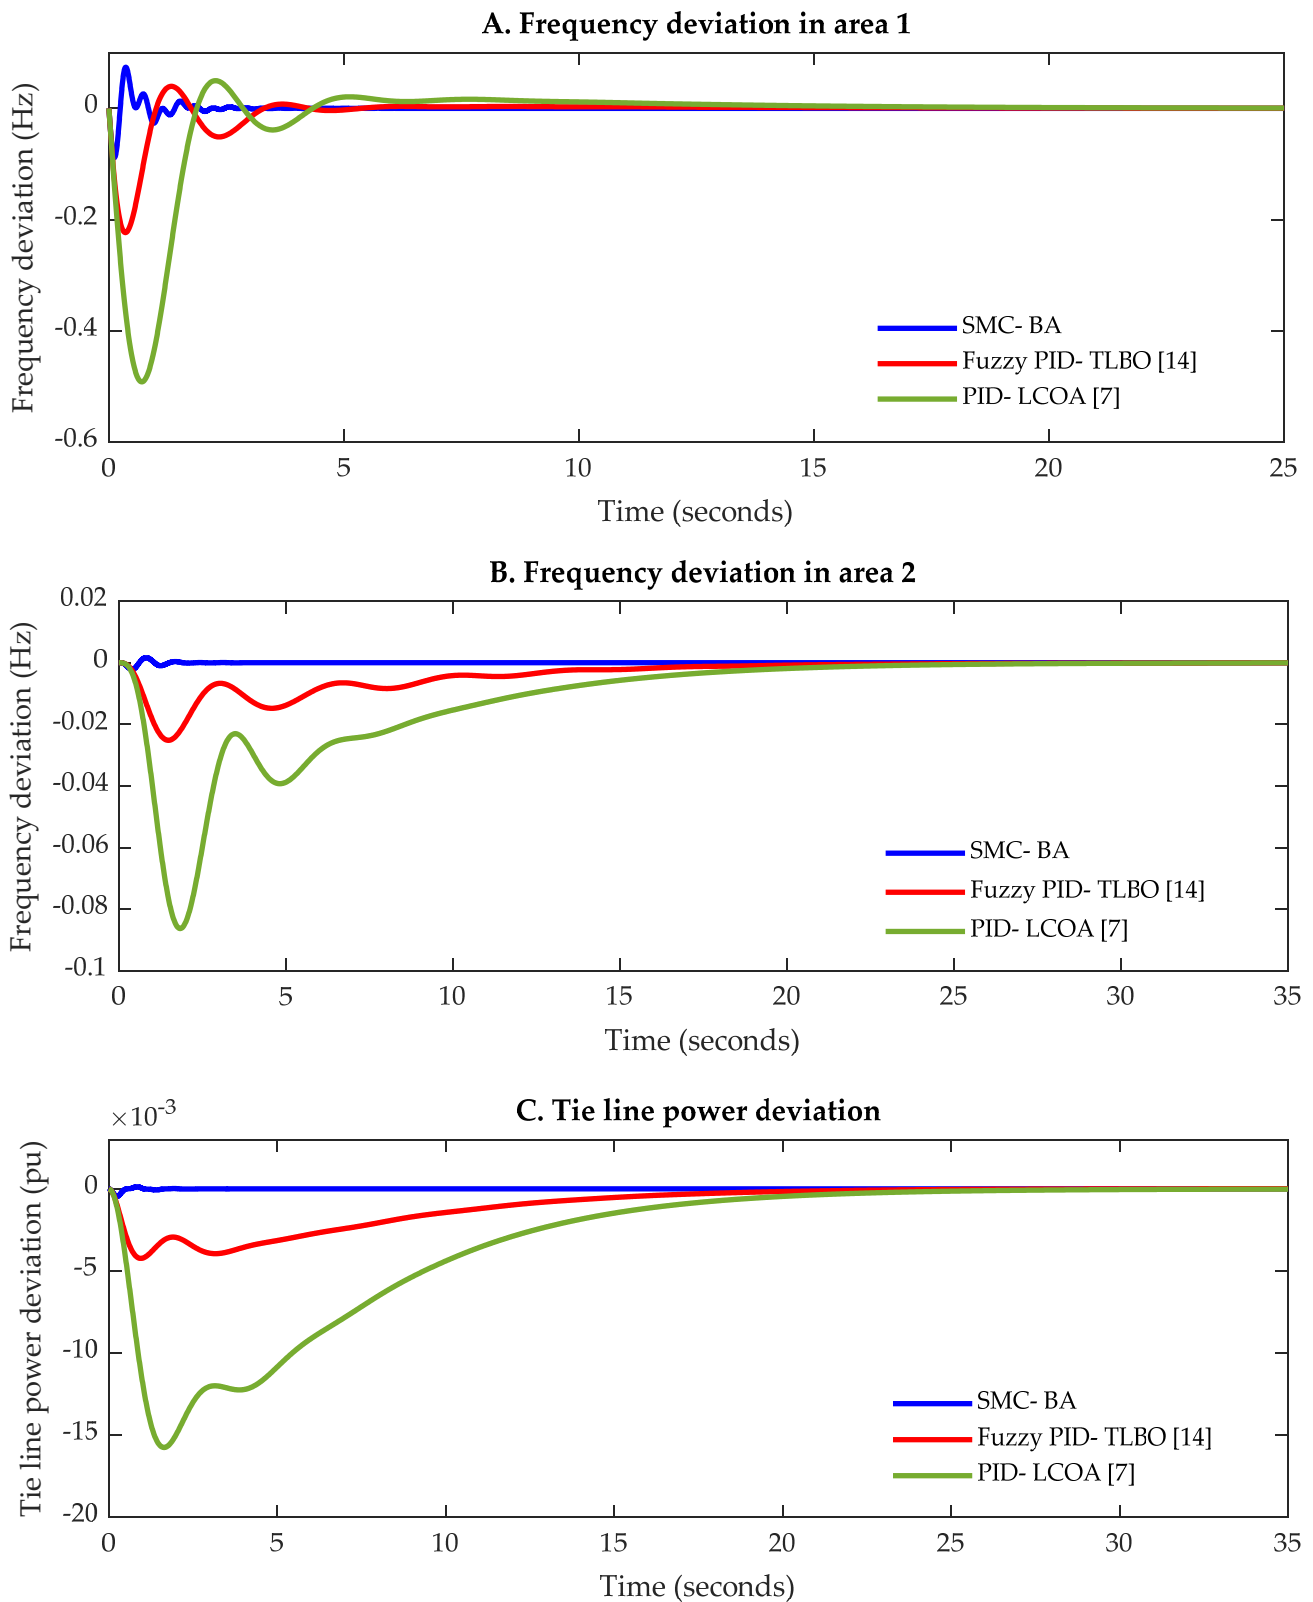 A. Frequency deviation in area 1
Frequency deviation (Hz)
0
-0.2
-0.4
-0.6
SMC- BA
Fuzzy PID- TLBO [14]
PID- LCOA [7]
0 5 10 15 20 25
Time (seconds)
B. Frequency deviation in area 2
Frequency deviation (Hz)
0.02
0
-0.02
-0.04
-0.06
-0.08
-0.1
SMC- BA
Fuzzy PID- TLBO [14]
PID- LCOA [7]
0 5 10 15 20 25 30 35
Time (seconds)
C. Tie line power deviation
×10-3
Tie line power deviation (pu)
0
-5
-10
-15
-20
SMC- BA
Fuzzy PID- TLBO [14]
PID- LCOA [7]
0 5 10 15 20 25 30 35
Time (seconds)